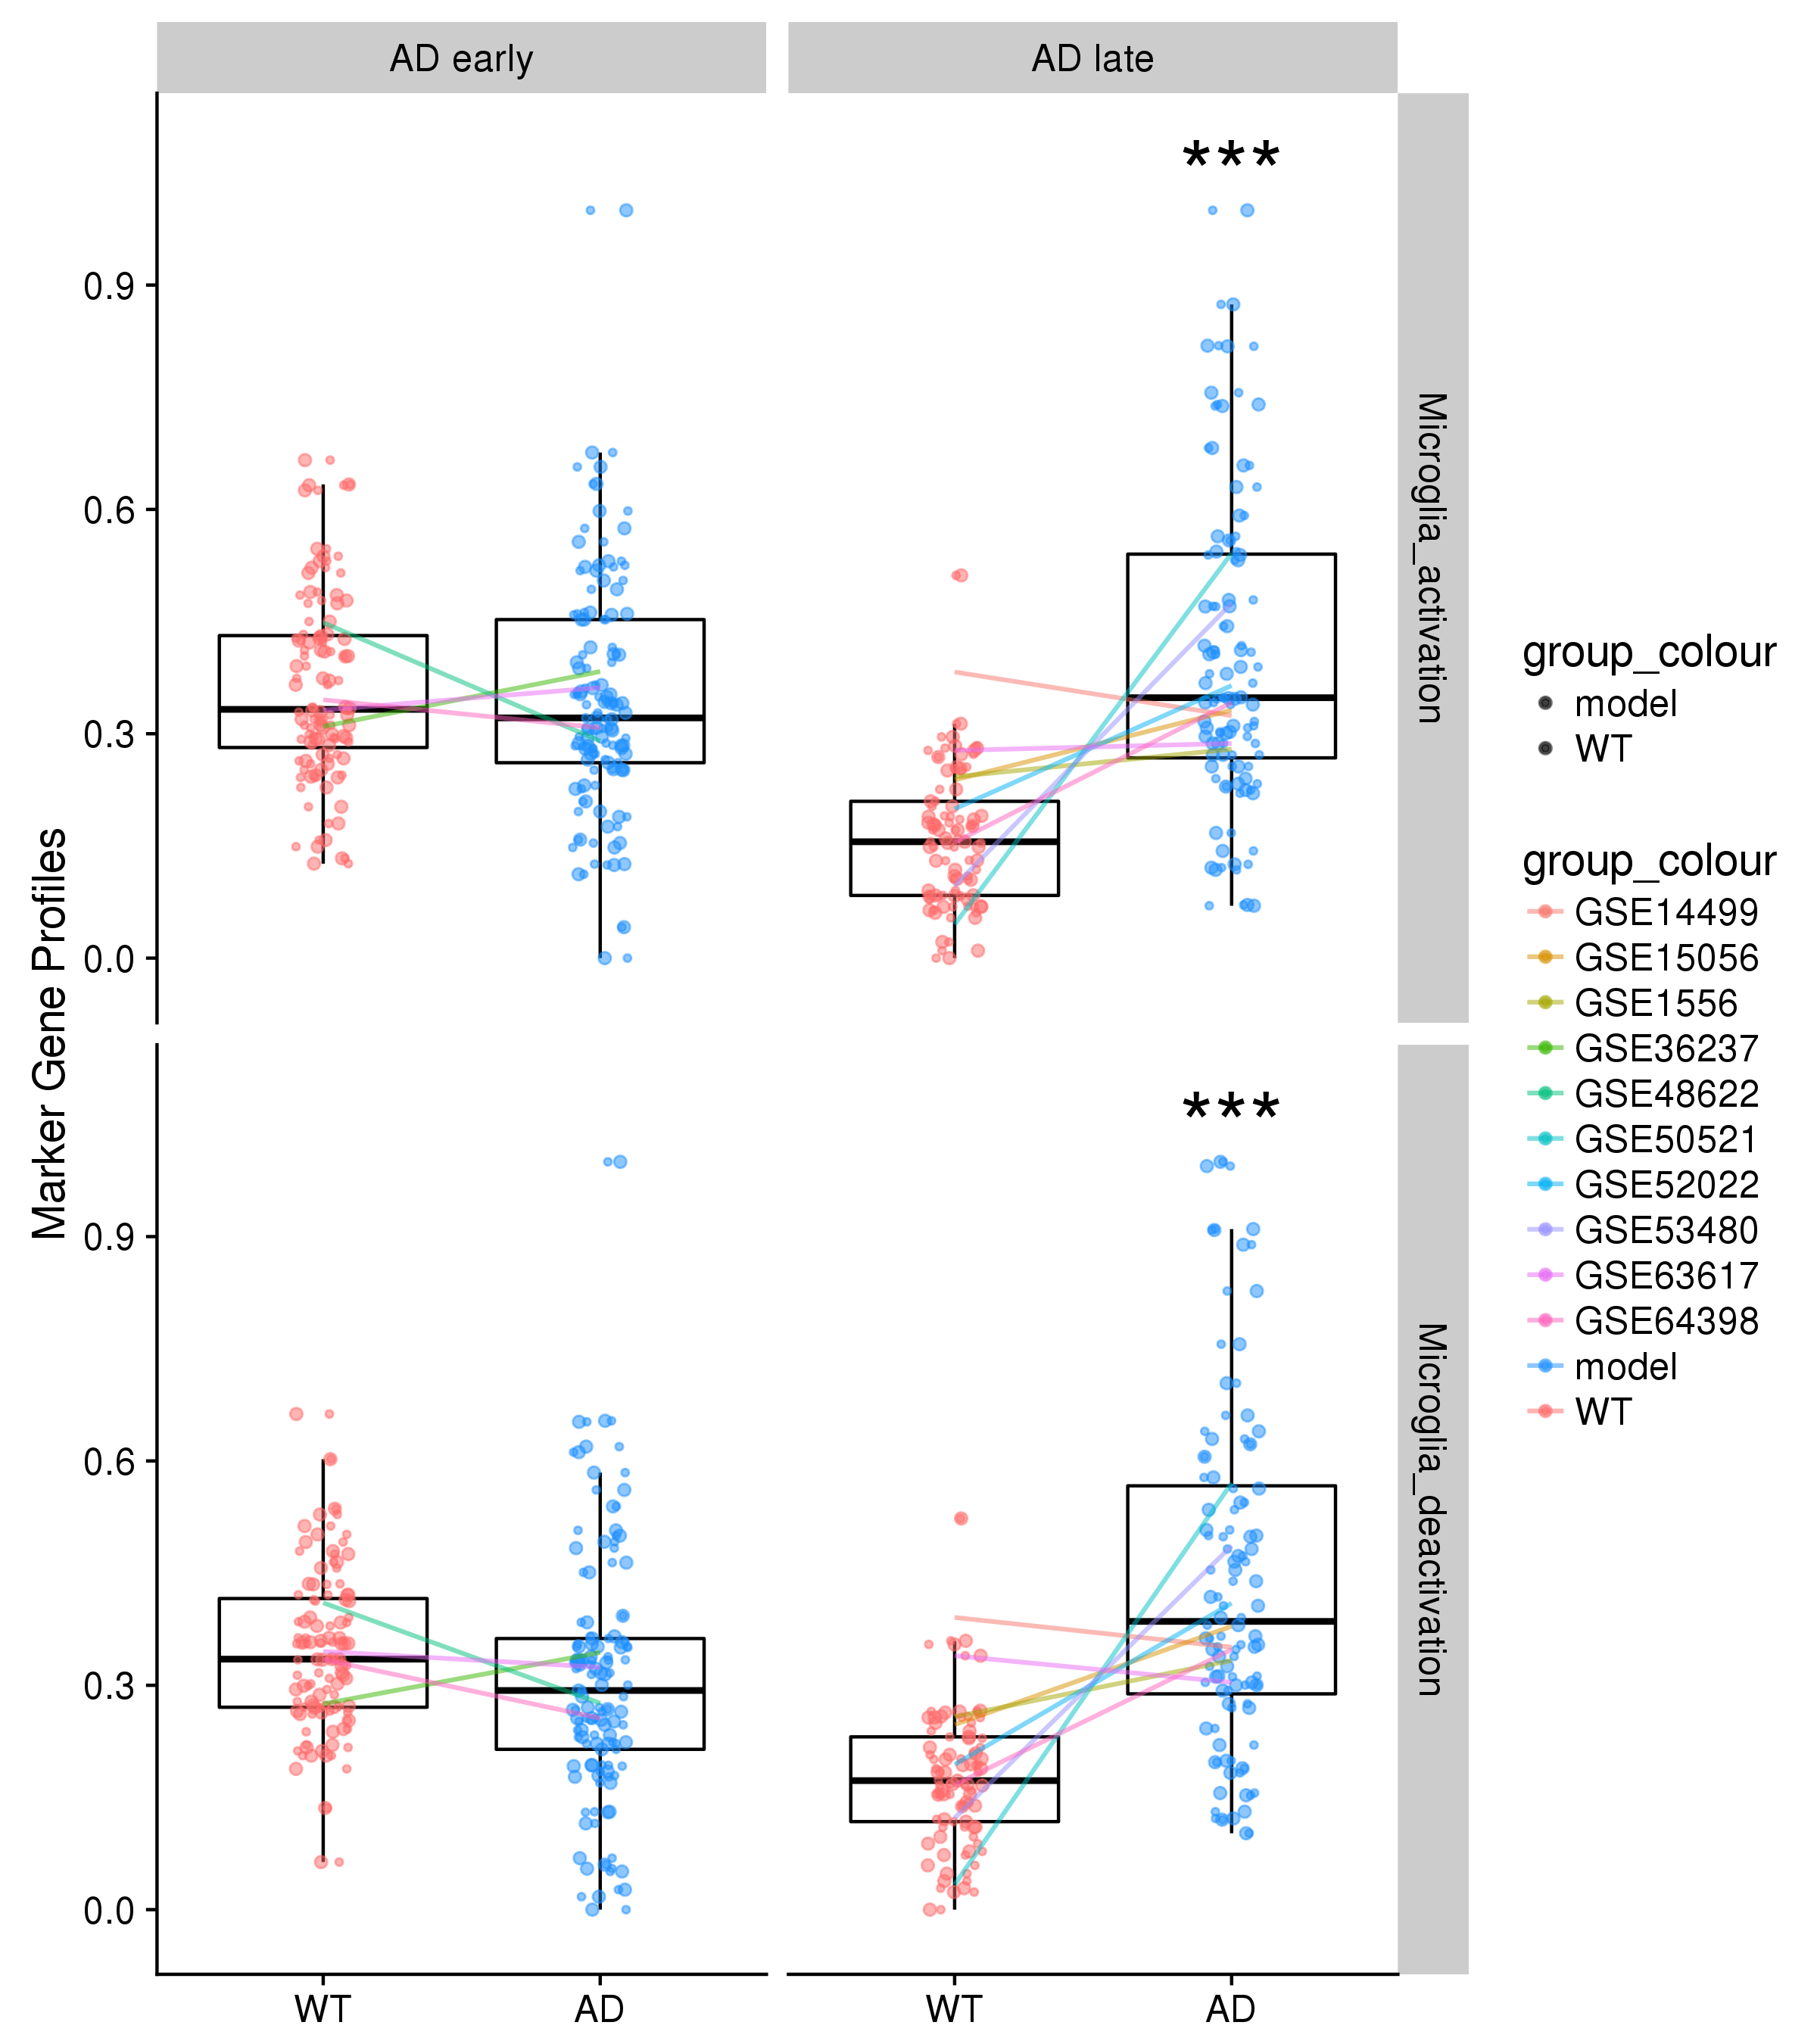 AD early
AD late
***
Microglia_activation
0.9
0.6
0.3
0.0
Marker Gene Profiles
***
Microglia_deactivation
0.9
0.6
0.3
0.0
WT
AD
WT
AD
group_colour
model
WT
group_colour
GSE14499
GSE15056
GSE1556
GSE36237
GSE48622
GSE50521
GSE52022
GSE53480
GSE63617
GSE64398
model
WT